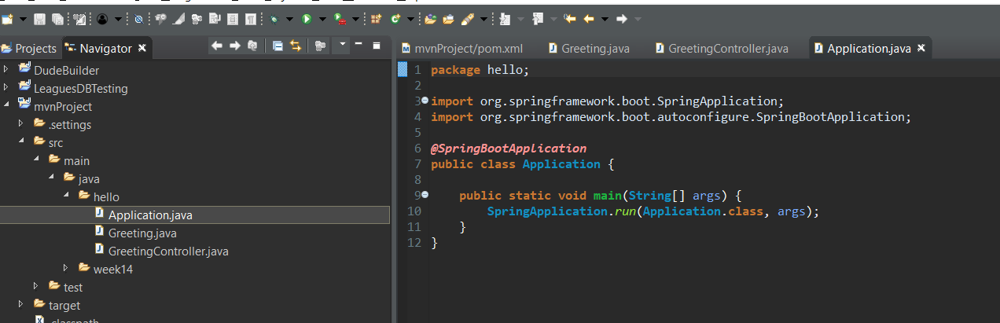 Projects Navigator
DudeBuilder
LeaguesDBTesting
mvnProject
.settings
src
main
java
hello
Application.java
Greeting.java
GreetingController.java
week14
test
target
.classpath
mvnProject/pom.xml Greeting.java GreetingController.java Application.java
1 package hello;
2
3 import org.springframework.boot.SpringApplication;
4 import org.springframework.boot.autoconfigure.SpringBootApplication;
5
6 @SpringBootApplication
7 public class Application {
8
9 public static void main(String[] args) {
10 SpringApplication.run(Application.class, args);
11 }
12 }